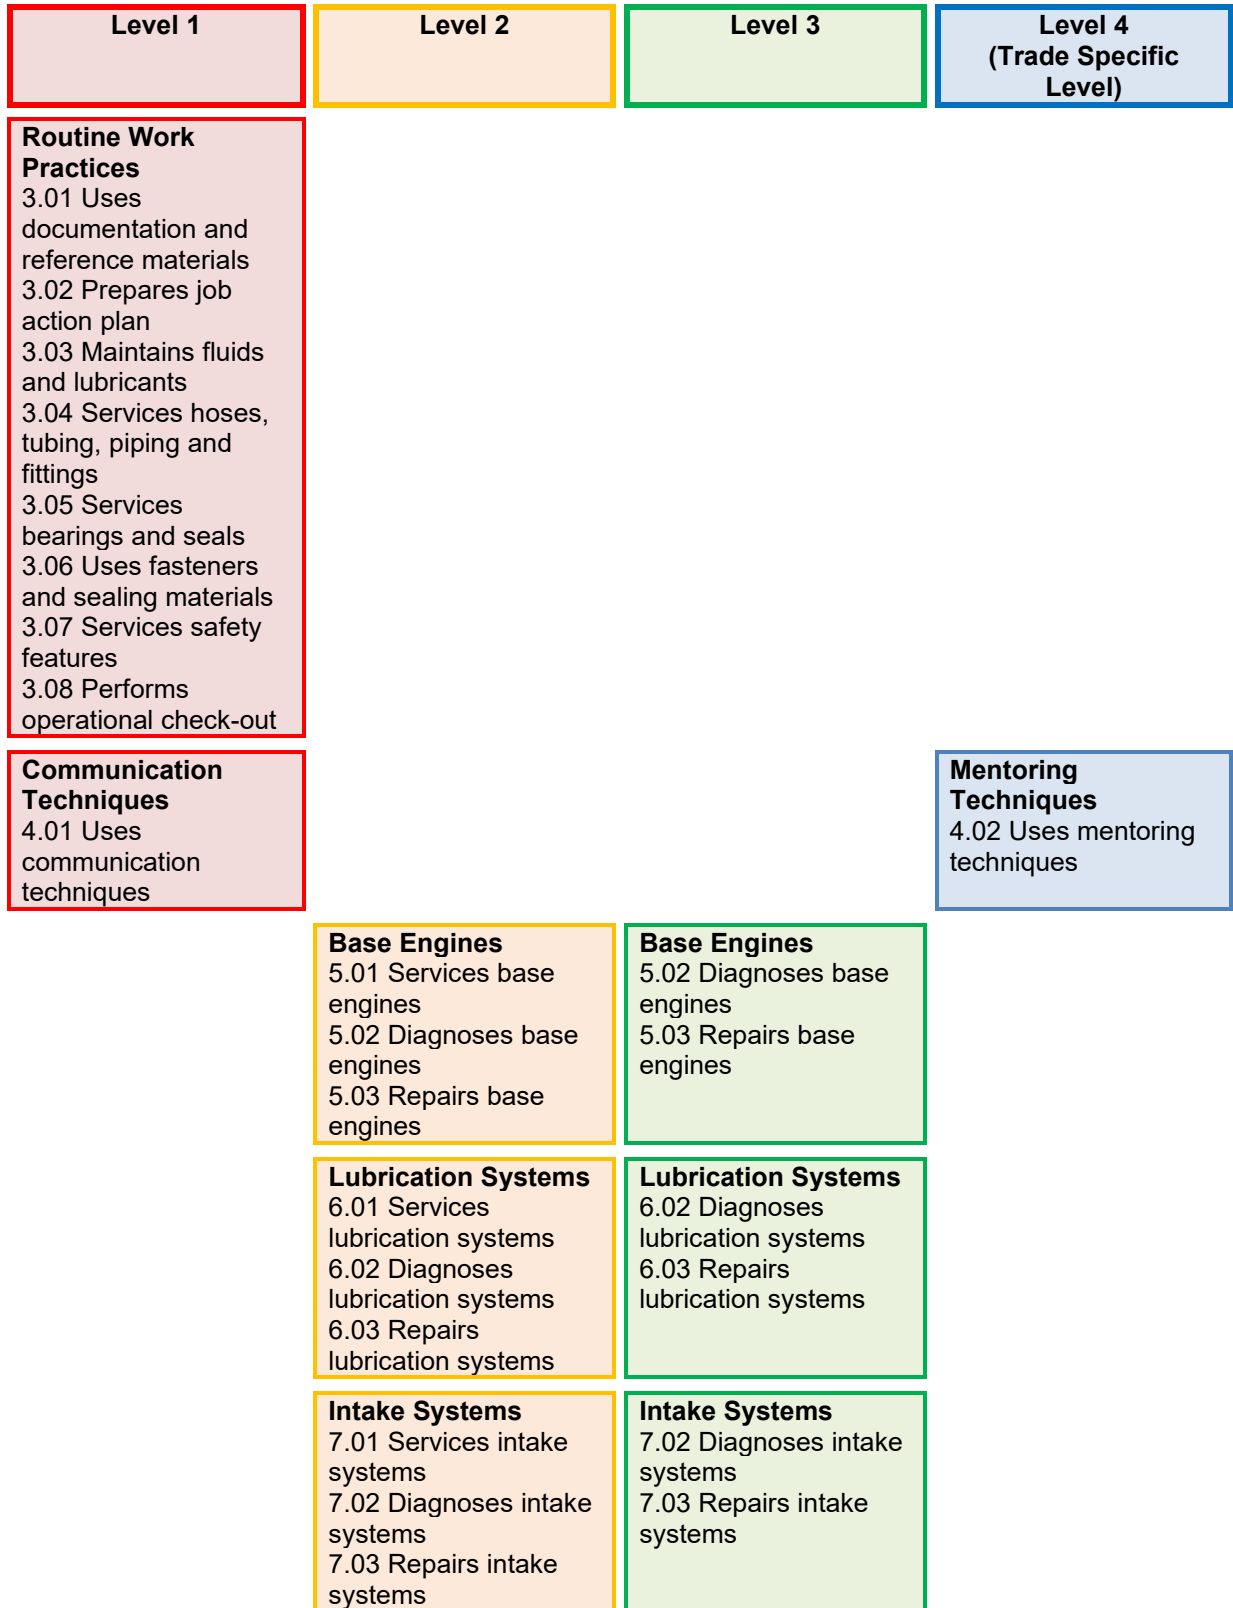 Level 1
Level 2
Level 3
Level 4
(Trade Specific
Level)
Routine Work
Practices
3.01 Uses
documentation and
reference materials
3.02 Prepares job
action plan
3.03 Maintains fluids
and lubricants
3.04 Services hoses,
tubing, piping and
fittings
3.05 Services
bearings and seals
3.06 Uses fasteners
and sealing materials
3.07 Services safety
features
3.08 Performs
operational check-out
Communication
Techniques
4.01 Uses
communication
techniques
Mentoring
Techniques
4.02 Uses mentoring
techniques
Base Engines
5.01 Services base
engines
5.02 Diagnoses base
engines
5.03 Repairs base
engines
Base Engines
5.02 Diagnoses base
engines
5.03 Repairs base
engines
Lubrication Systems
6.01 Services
lubrication systems
6.02 Diagnoses
lubrication systems
6.03 Repairs
lubrication systems
Lubrication Systems
6.02 Diagnoses
lubrication systems
6.03 Repairs
lubrication systems
Intake Systems
7.01 Services intake
systems
7.02 Diagnoses intake
systems
7.03 Repairs intake
systems
Intake Systems
7.02 Diagnoses intake
systems
7.03 Repairs intake
systems